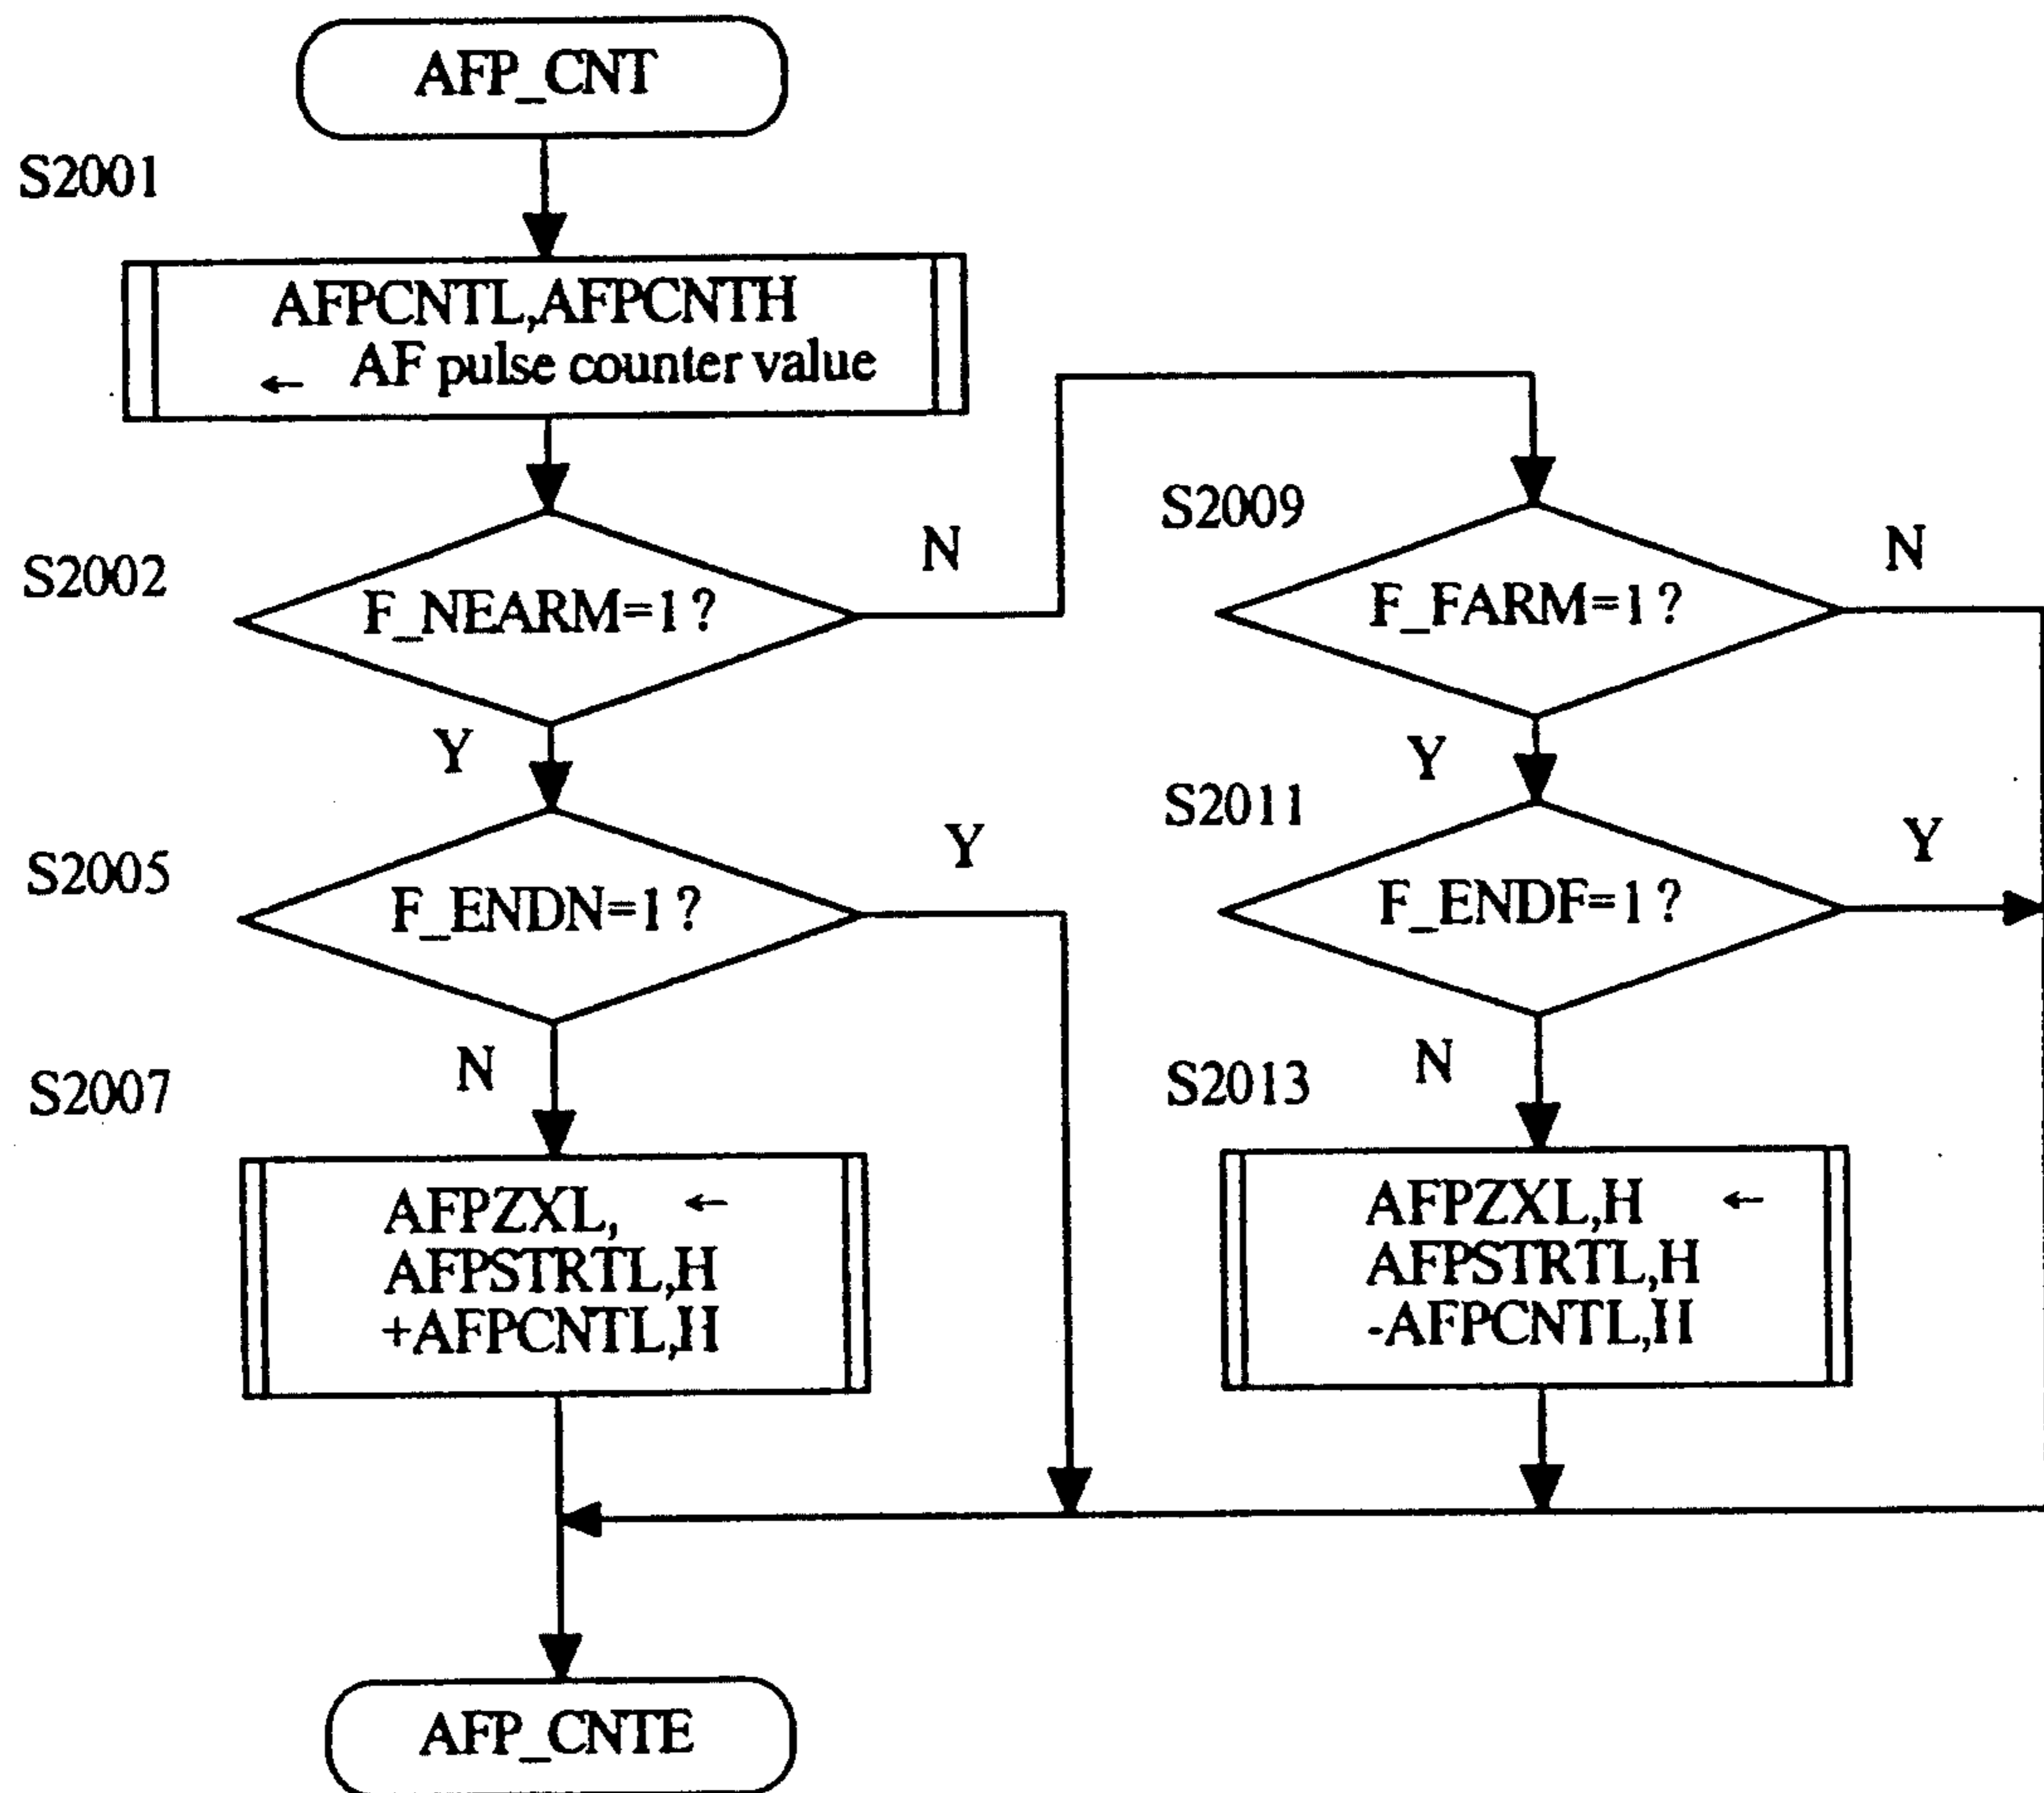 AFP_CNT
S2001
AFPCNTL,AFPCNTH
← AF pulse counter value
S2002
F_NEARM=1?
N
Y
S2005
F_ENDN=1?
Y
N
S2007
AFPZXL, ←
AFPSTRTL,H
+AFPCNTL,H
S2009
F_FARM=1?
N
Y
S2011
F_ENDF=1?
Y
N
S2013
AFPZXL,H ←
AFPSTRTL,H
-AFPCNTL,H
AFP_CNTE